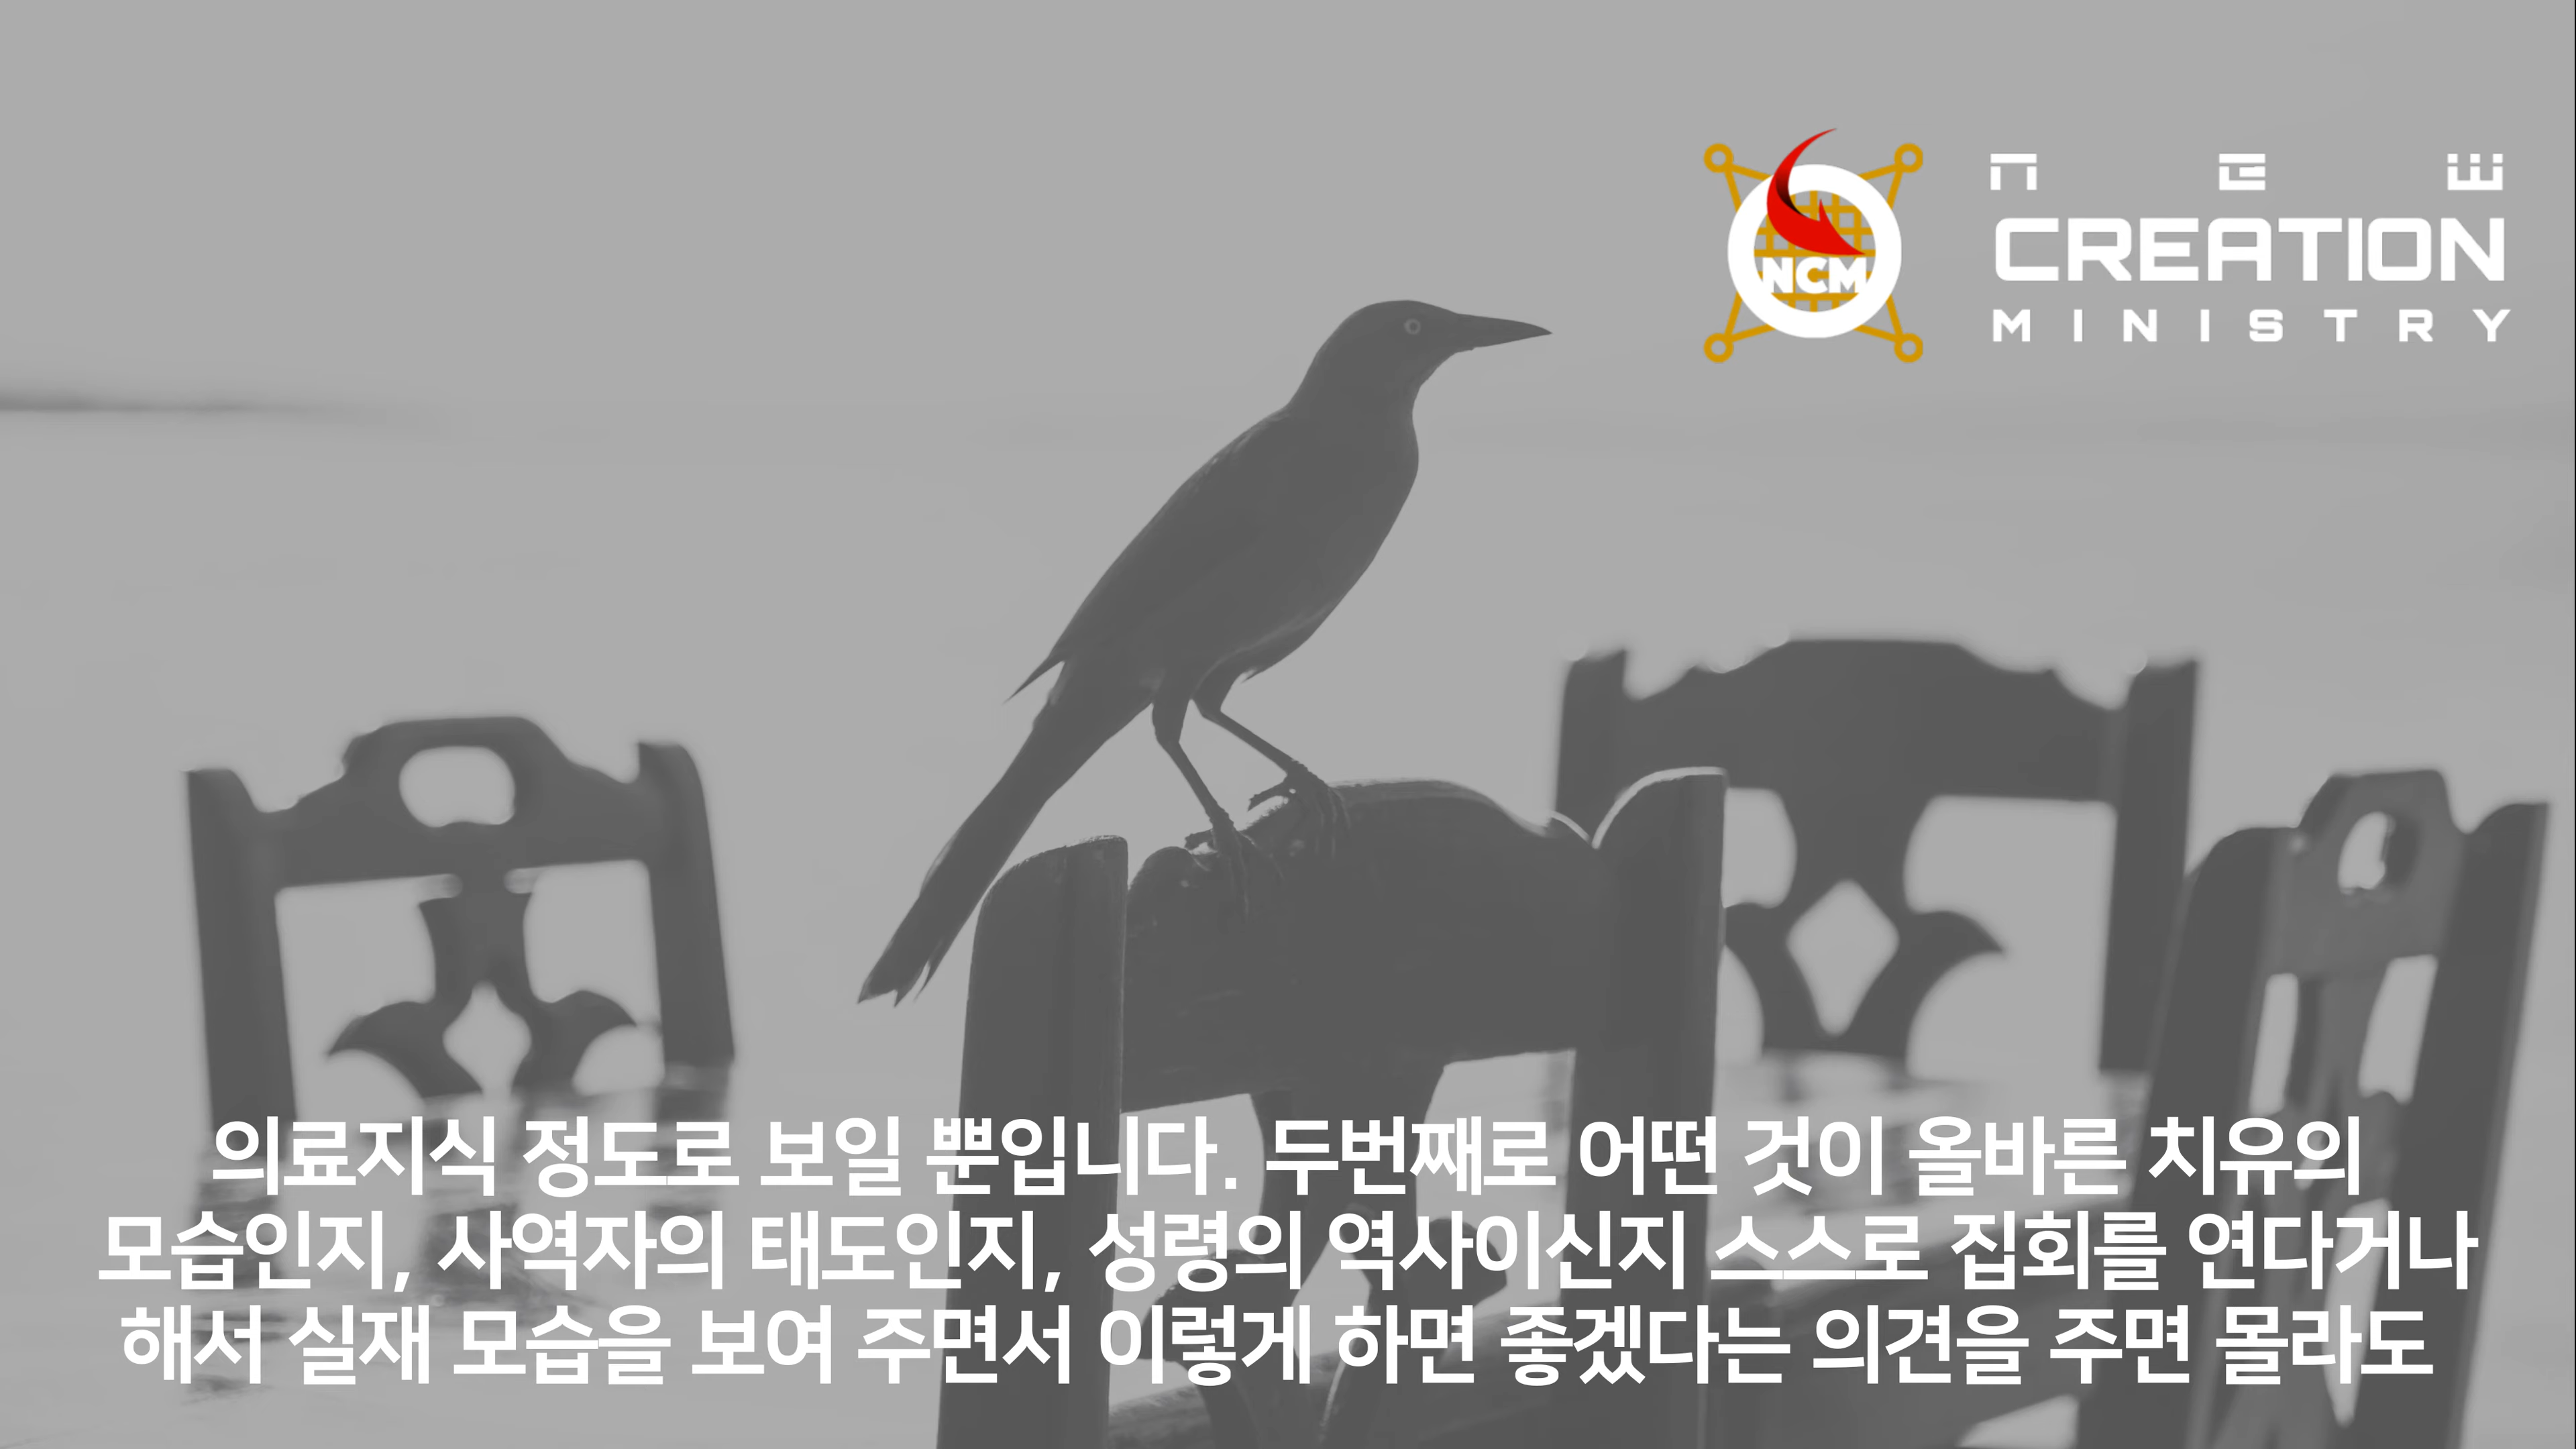 NCM
NEW
CREATION
MINISTRY
의료지식 정도로 보일 뿐입니다. 두번째로 어떤 것이 올바른 치유의
모습인지, 사역자의 태도인지, 성령의 역사이신지 스스로 집회를 연다거나
해서 실재 모습을 보여 주면서 이렇게 하면 좋겠다는 의견을 주면 몰라도